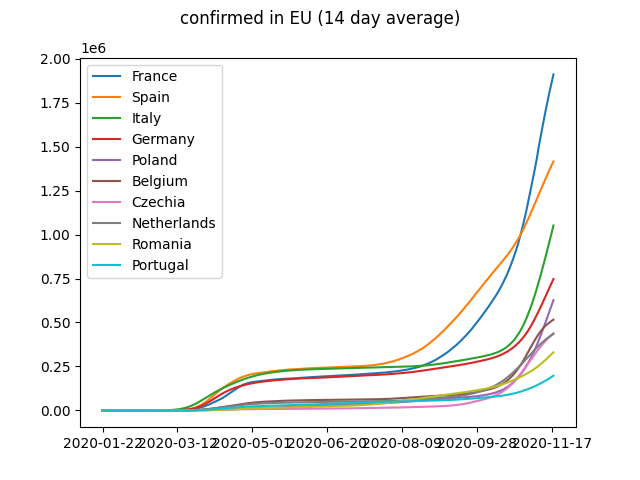 confirmed in EU (14 day average)
1e6
2.00
1.75
1.50
1.25
1.00
0.75
0.50
0.25
0.00
France
Spain
Italy
Germany
Poland
Belgium
Czechia
Netherlands
Romania
Portugal
2020-01-22 2020-03-12 2020-05-01 2020-06-20 2020-08-09 2020-09-28 2020-11-17